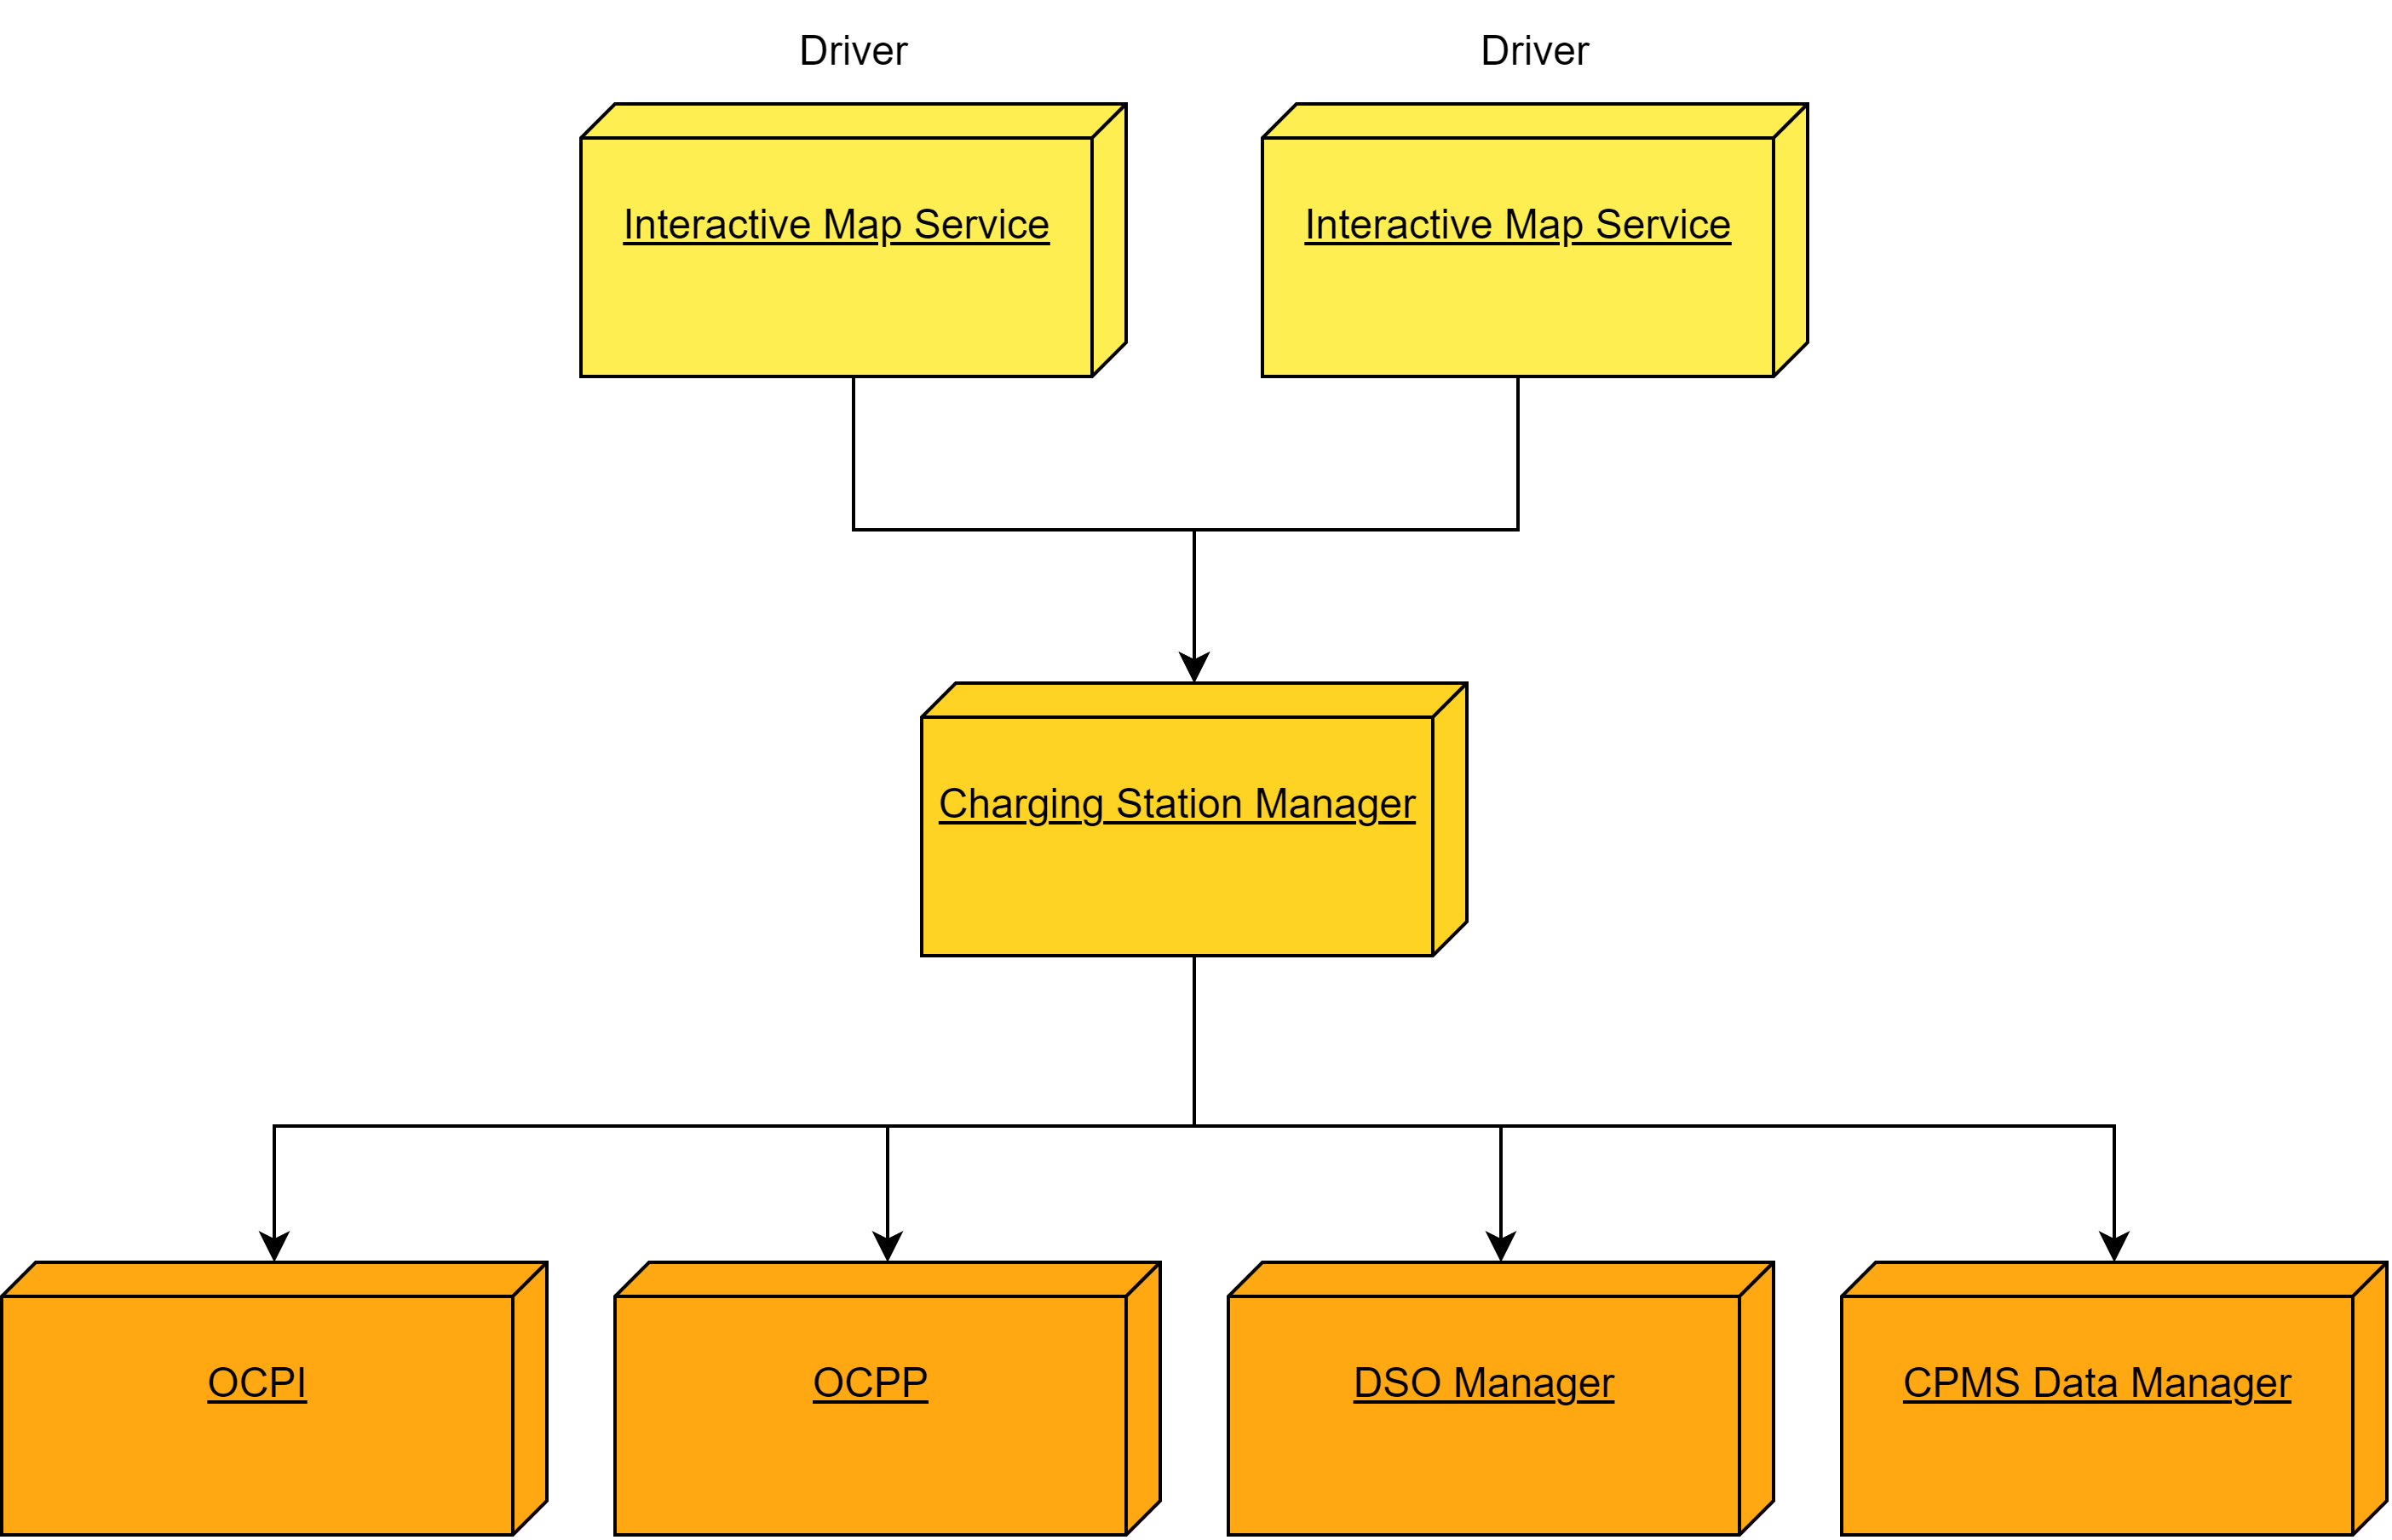 Driver
Driver
Interactive Map Service
Interactive Map Service
Charging Station Manager
OCPI
OCPP
DSO Manager
CPMS Data Manager